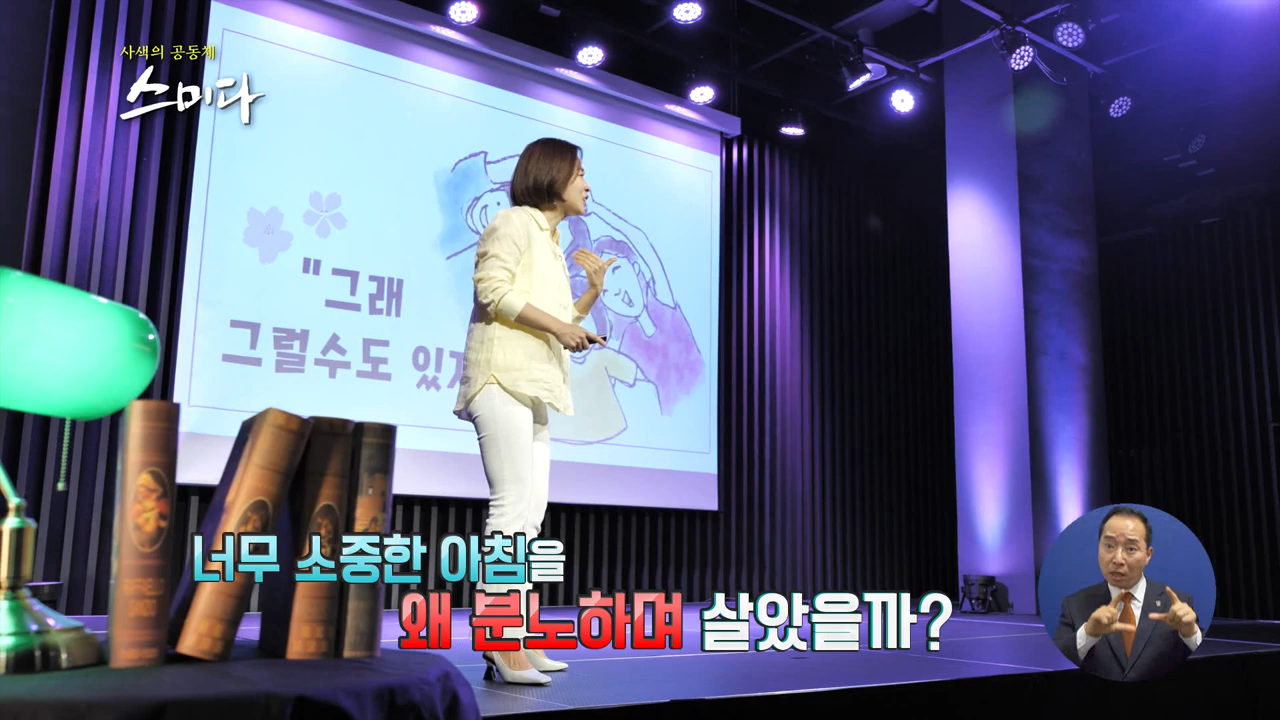 사색의 공동체
스미다
"그래
그럴수도 있
너무 소중한 아침을
왜 분노하며 살았을까?